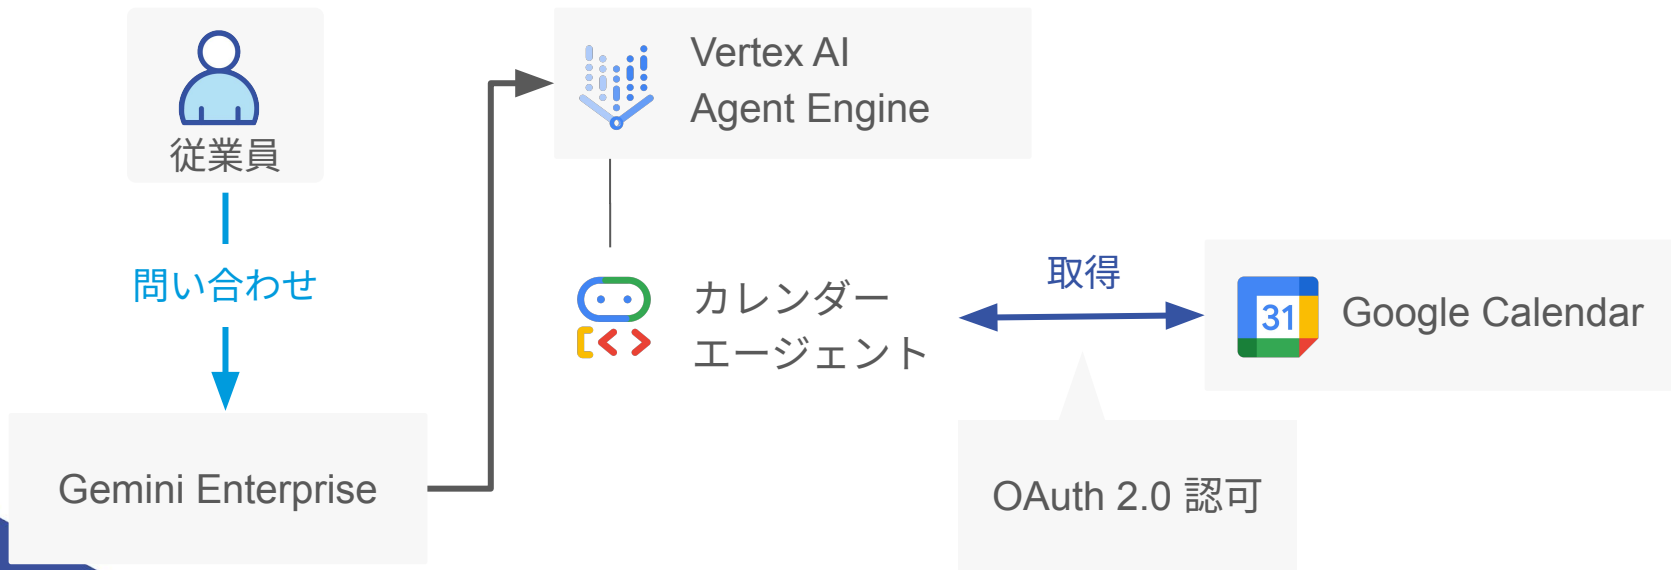 従業員
問い合わせ
Gemini Enterprise
Vertex AI
Agent Engine
カレンダー
エージェント
取得
31
Google Calendar
OAuth 2.0 認可